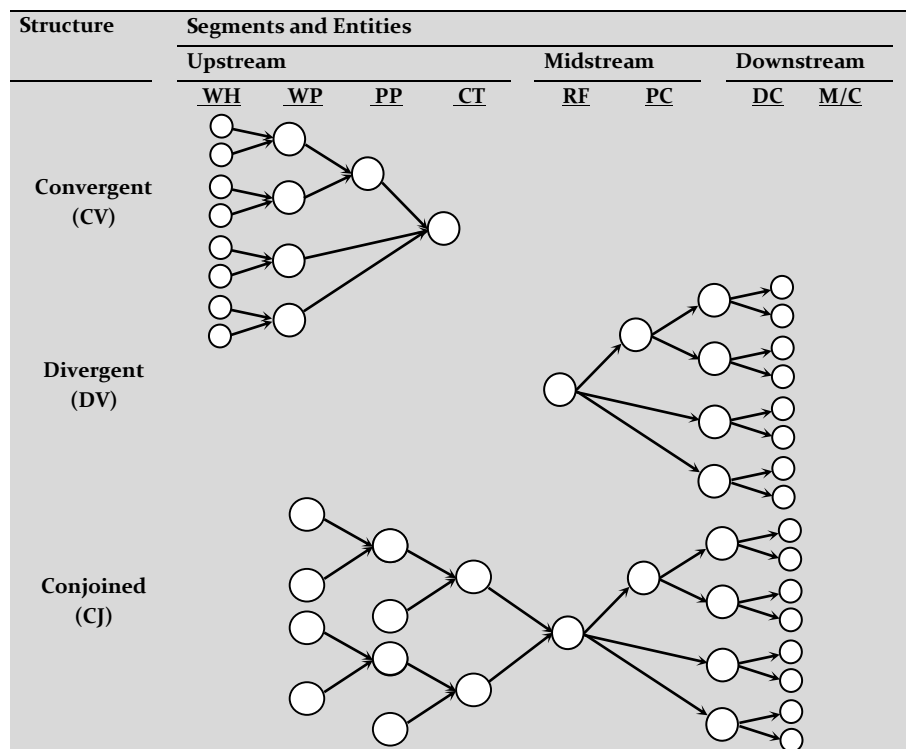 Structure Segments and Entities
Upstream Midstream Downstream
WH WP PP CT RF PC DC M/C
Convergent
(CV)
Divergent
(DV)
Conjoined
(CJ)